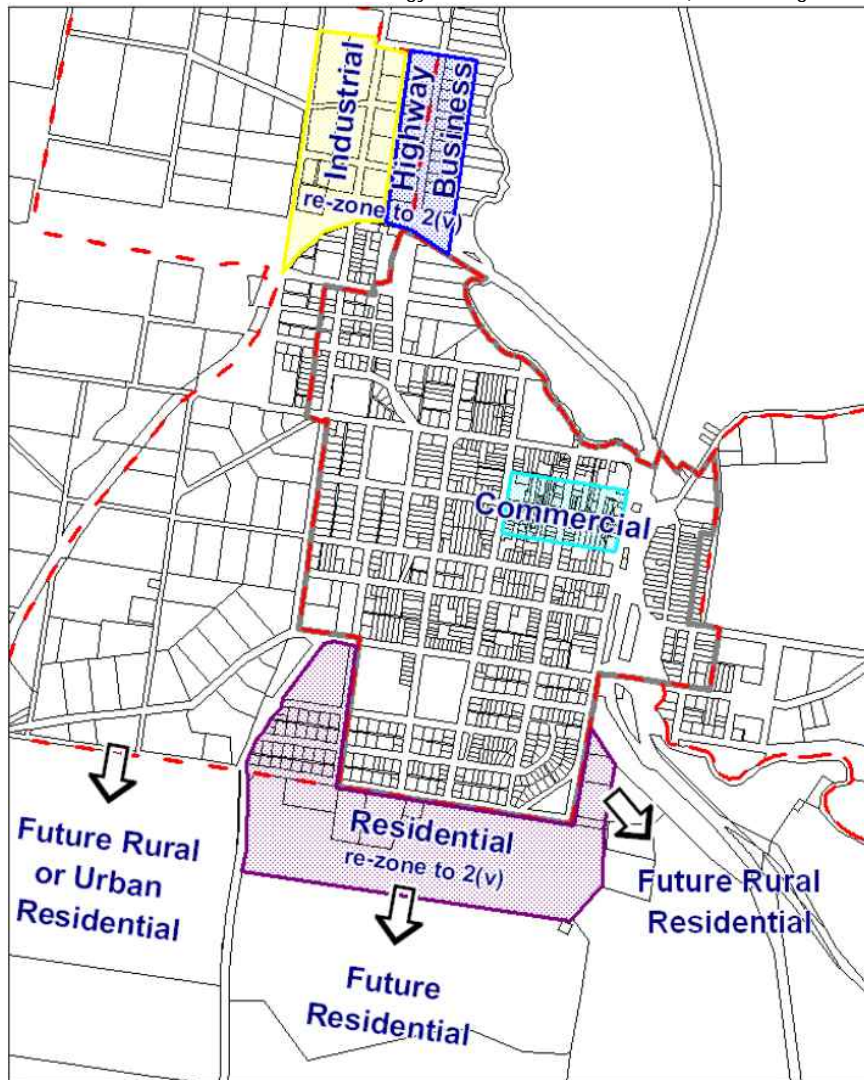 Industrial
Highway
Business
re-zone to 2(v)
Commercial
Residential
re-zone to 2(v)
Future Rural
or Urban
Residential
Future Rural
Residential
Future
Residential